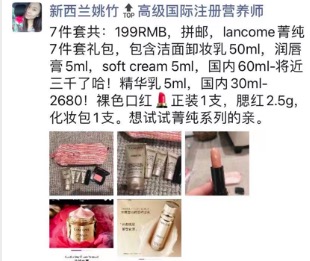 新西兰姚竹 TOP 高级国际注册营养师
7件套共：199RMB，拼邮，lancome菁纯
7件套礼包，包含洁面卸妆乳50ml，润唇
膏5ml，soft cream 5ml，国内60ml-将近
三千了哈！精华乳5ml，国内30ml-
2680！裸色口红💄正装1支，腮红2.5g，
化妆包1支。想试试菁纯系列的亲。